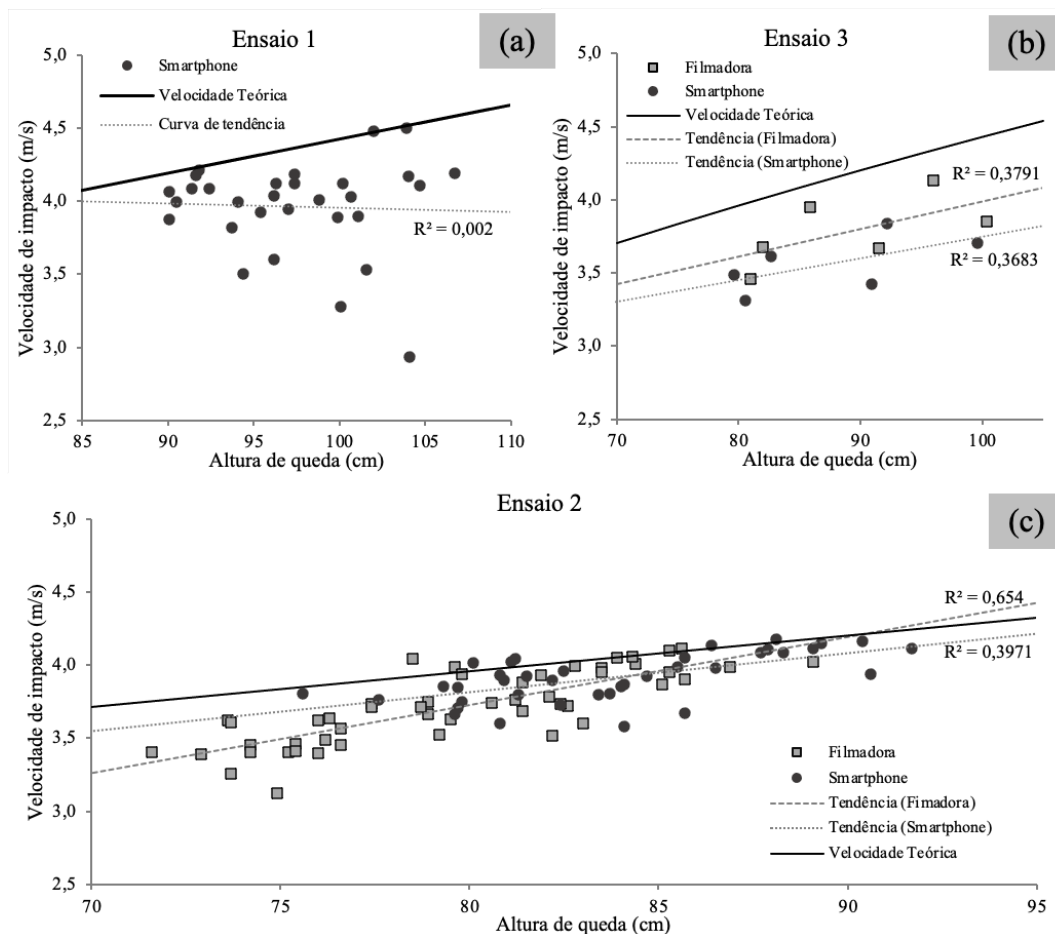 Ensaio 1
(a)
5,0
4,5
4,0
3,5
3,0
2,5
Velocidade de impacto (m/s)
Smartphone
Velocidade Teórica
Curva de tendência
R² = 0,002
85
90
95
100
105
110
Altura de queda (cm)
Ensaio 3
(b)
5,0
4,5
4,0
3,5
3,0
2,5
Velocidade de impacto (m/s)
Filmadora
Smartphone
Velocidade Teórica
Tendência (Filmadora)
Tendência (Smartphone)
R² = 0,3791
R² = 0,3683
70
80
90
100
Altura de queda (cm)
Ensaio 2
(c)
5,0
4,5
4,0
3,5
3,0
2,5
Velocidade de impacto (m/s)
R² = 0,654
R² = 0,3971
Filmadora
Smartphone
Tendência (Fimadora)
Tendência (Smartphone)
Velocidade Teórica
70
75
80
85
90
95
Altura de queda (cm)